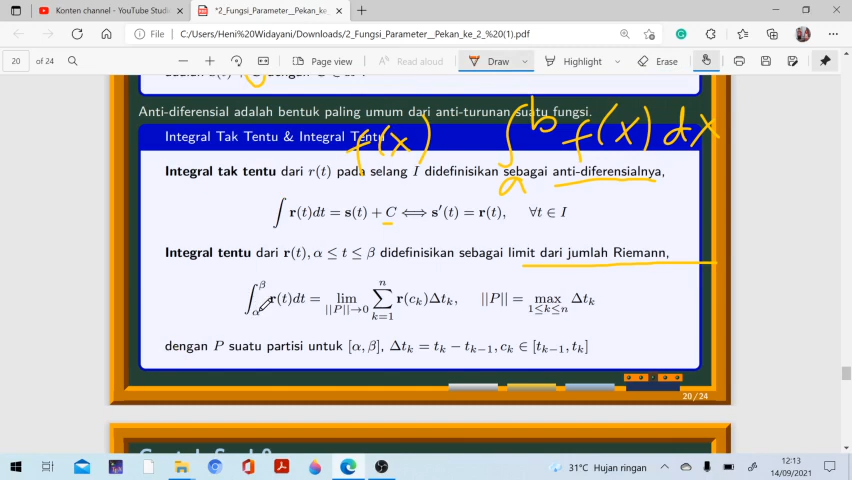 Konten channel - YouTube Studi
*2_Fungsi_Parameter__Pekan_ke_
File
C:/Users/Heni%20Widayani/Downloads/2_Fungsi_Parameter__Pekan_ke_2_%20(1).pdf
20 of 24
Page view
Read aloud
Draw
Highlight
Erase
Anti-diferensial adalah bentuk paling umum dari anti-turunan suatu fungsi.
Integral Tak Tentu & Integral Tentu
f(x)
∫_a^b f(x) dx
Integral tak tentu dari r(t) pada selang I didefinisikan sebagai anti-diferensialnya,
∫ r(t)dt = s(t) + C ⟺ s′(t) = r(t), ∀t ∈ I
Integral tentu dari r(t), α ≤ t ≤ β didefinisikan sebagai limit dari jumlah Riemann,
∫_α^β r(t)dt = lim_{||P||→0} ∑_{k=1}^n r(c_k)Δt_k, ||P|| = max_{1≤k≤n} Δt_k
dengan P suatu partisi untuk [α, β], Δt_k = t_k − t_{k−1}, c_k ∈ [t_{k−1}, t_k]
20/24
31°C Hujan ringan
12:13
14/09/2021